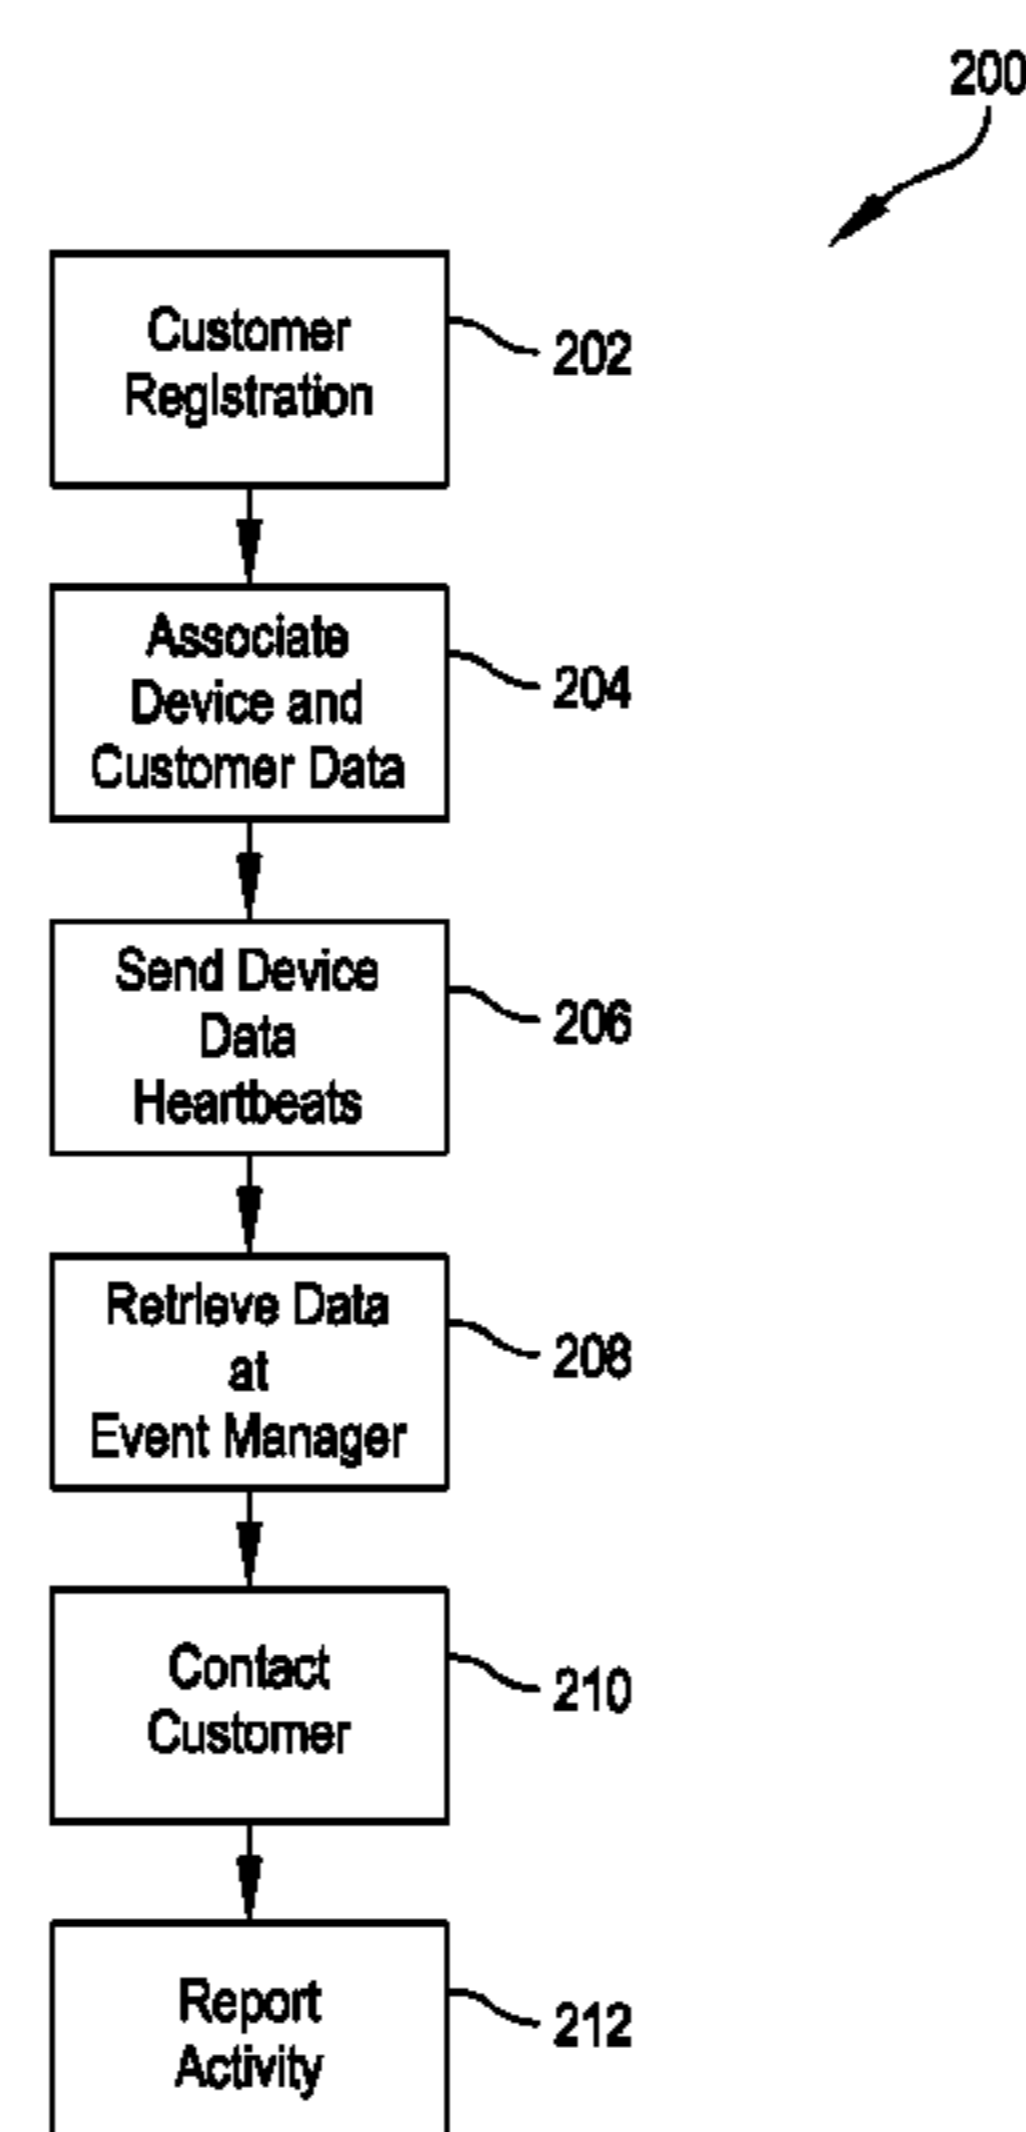 200
Customer
Registration
202
Associate
Device and
Customer Data
204
Send Device
Data
Heartbeats
206
Retrieve Data
at
Event Manager
208
Contact
Customer
210
Report
Activity
212